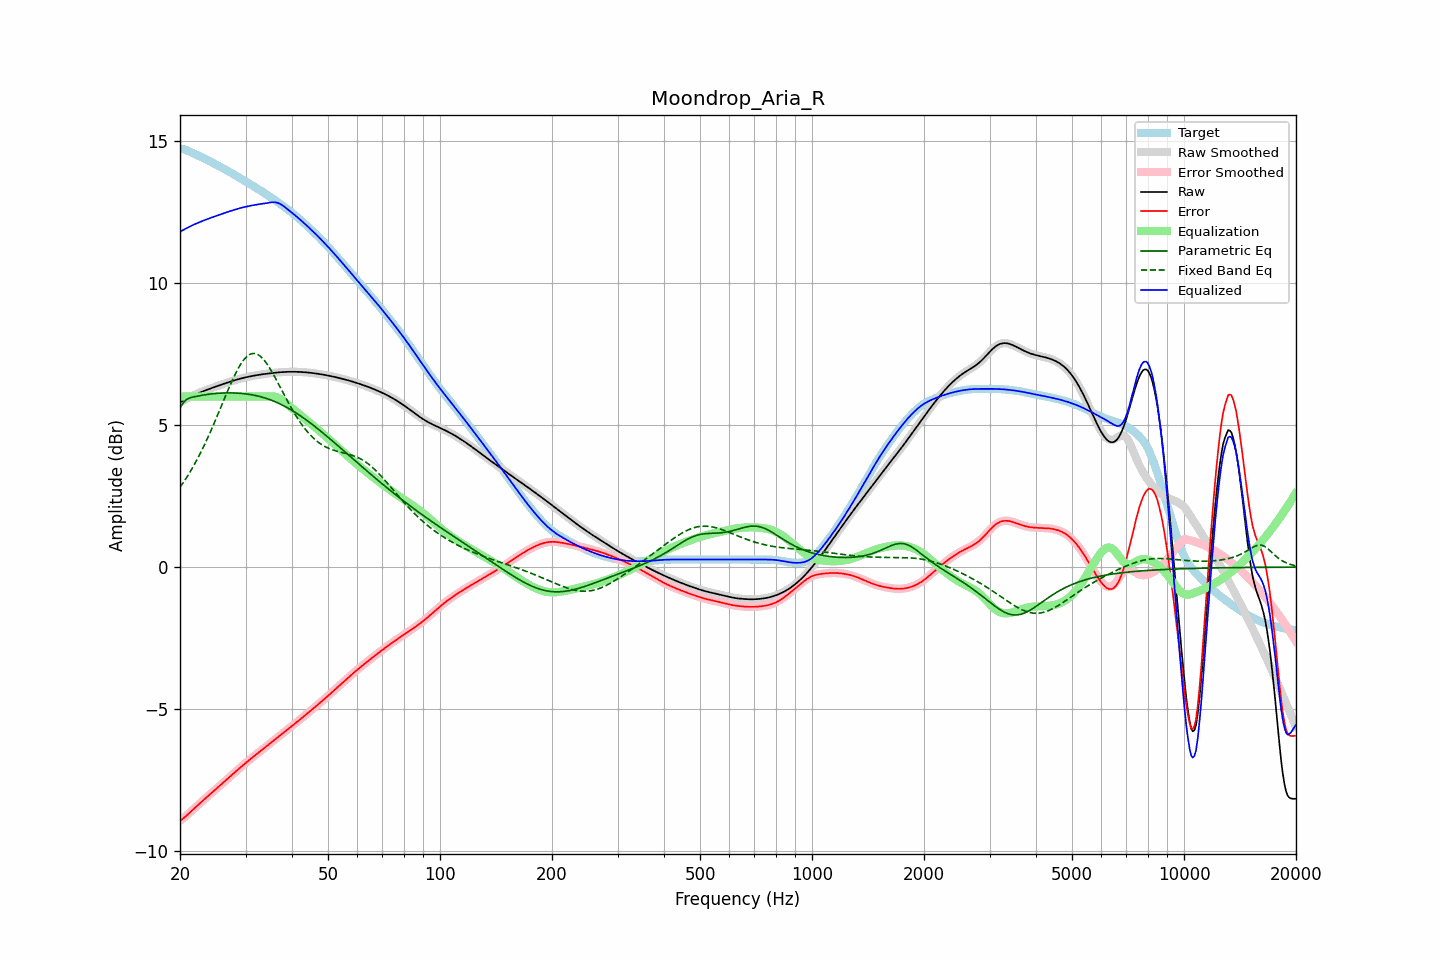 Moondrop_Aria_R
Amplitude (dBr)
15
10
5
0
−5
−10
Target
Raw Smoothed
Error Smoothed
Raw
Error
Equalization
Parametric Eq
Fixed Band Eq
Equalized
20 50 100 200 500 1000 2000 5000 10000 20000
Frequency (Hz)